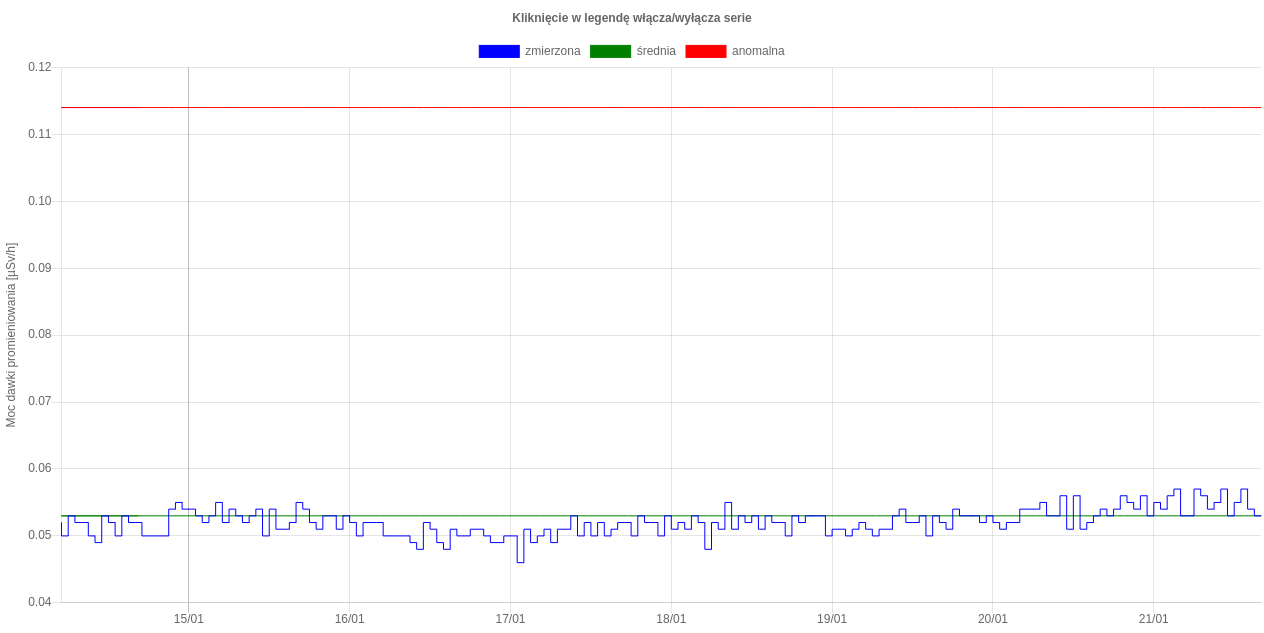 Kliknięcie w legendę włącza/wyłącza serie
zmierzona średnia anomalna
Moc dawki promieniowania [µSv/h]
0.12
0.11
0.10
0.09
0.08
0.07
0.06
0.05
0.04
15/01 16/01 17/01 18/01 19/01 20/01 21/01